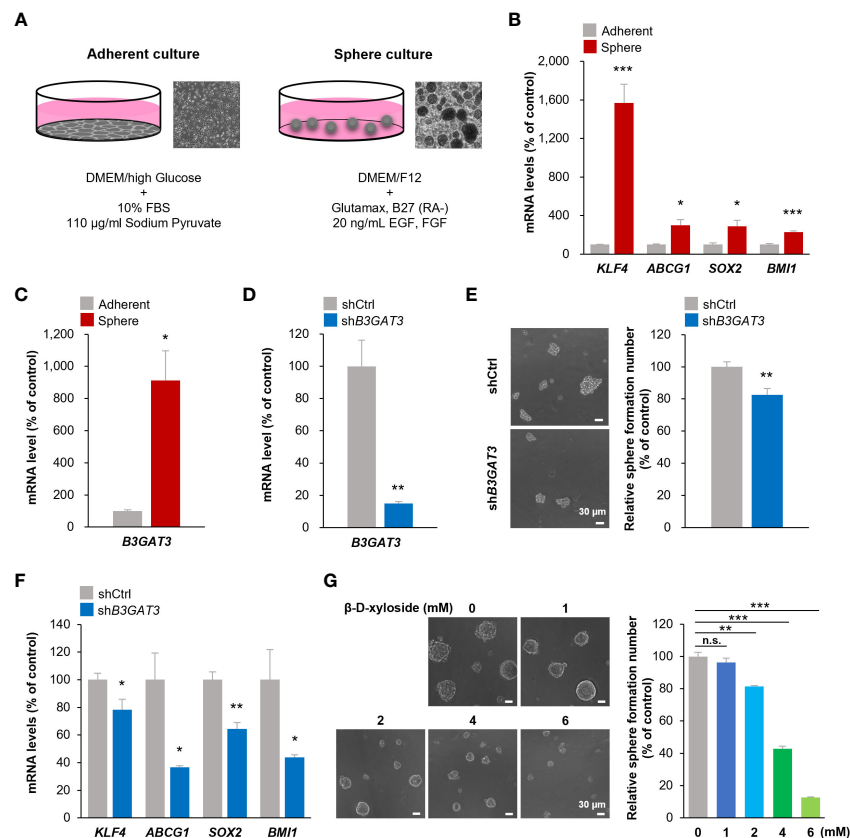 A
Adherent culture
Sphere culture
DMEM/high Glucose
+
10% FBS
110 µg/ml Sodium Pyruvate
DMEM/F12
+
Glutamax, B27 (RA-)
20 ng/mL EGF, FGF
B
Adherent
Sphere
mRNA levels (% of control)
2,000
1,600
1,200
800
400
0
***
*
*
***
KLF4 ABCG1 SOX2 BMI1
C
Adherent
Sphere
mRNA level (% of control)
1,200
1,000
800
600
400
200
0
*
B3GAT3
D
shCtrl
shB3GAT3
mRNA level (% of control)
120
100
80
60
40
20
0
**
B3GAT3
E
shCtrl
shB3GAT3
30 µm
shCtrl
shB3GAT3
Relative sphere formation number
(% of control)
120
100
80
60
40
20
0
**
F
shCtrl
shB3GAT3
mRNA levels (% of control)
140
120
100
80
60
40
20
0
*
*
**
*
KLF4 ABCG1 SOX2 BMI1
G
β-D-xyloside (mM) 0 1
2 4 6
30 µm
Relative sphere formation number
(% of control)
120
100
80
60
40
20
0
***
***
**
n.s.
0 1 2 4 6 (mM)